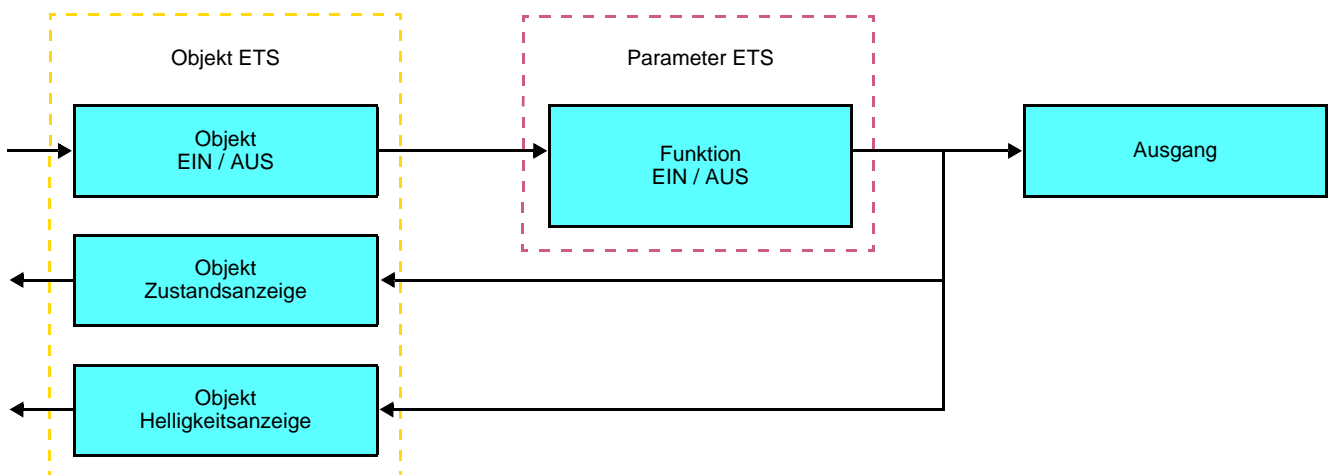 Objekt ETS
Parameter ETS
Objekt
EIN / AUS
Funktion
EIN / AUS
Ausgang
Objekt
Zustandsanzeige
Objekt
Helligkeitsanzeige